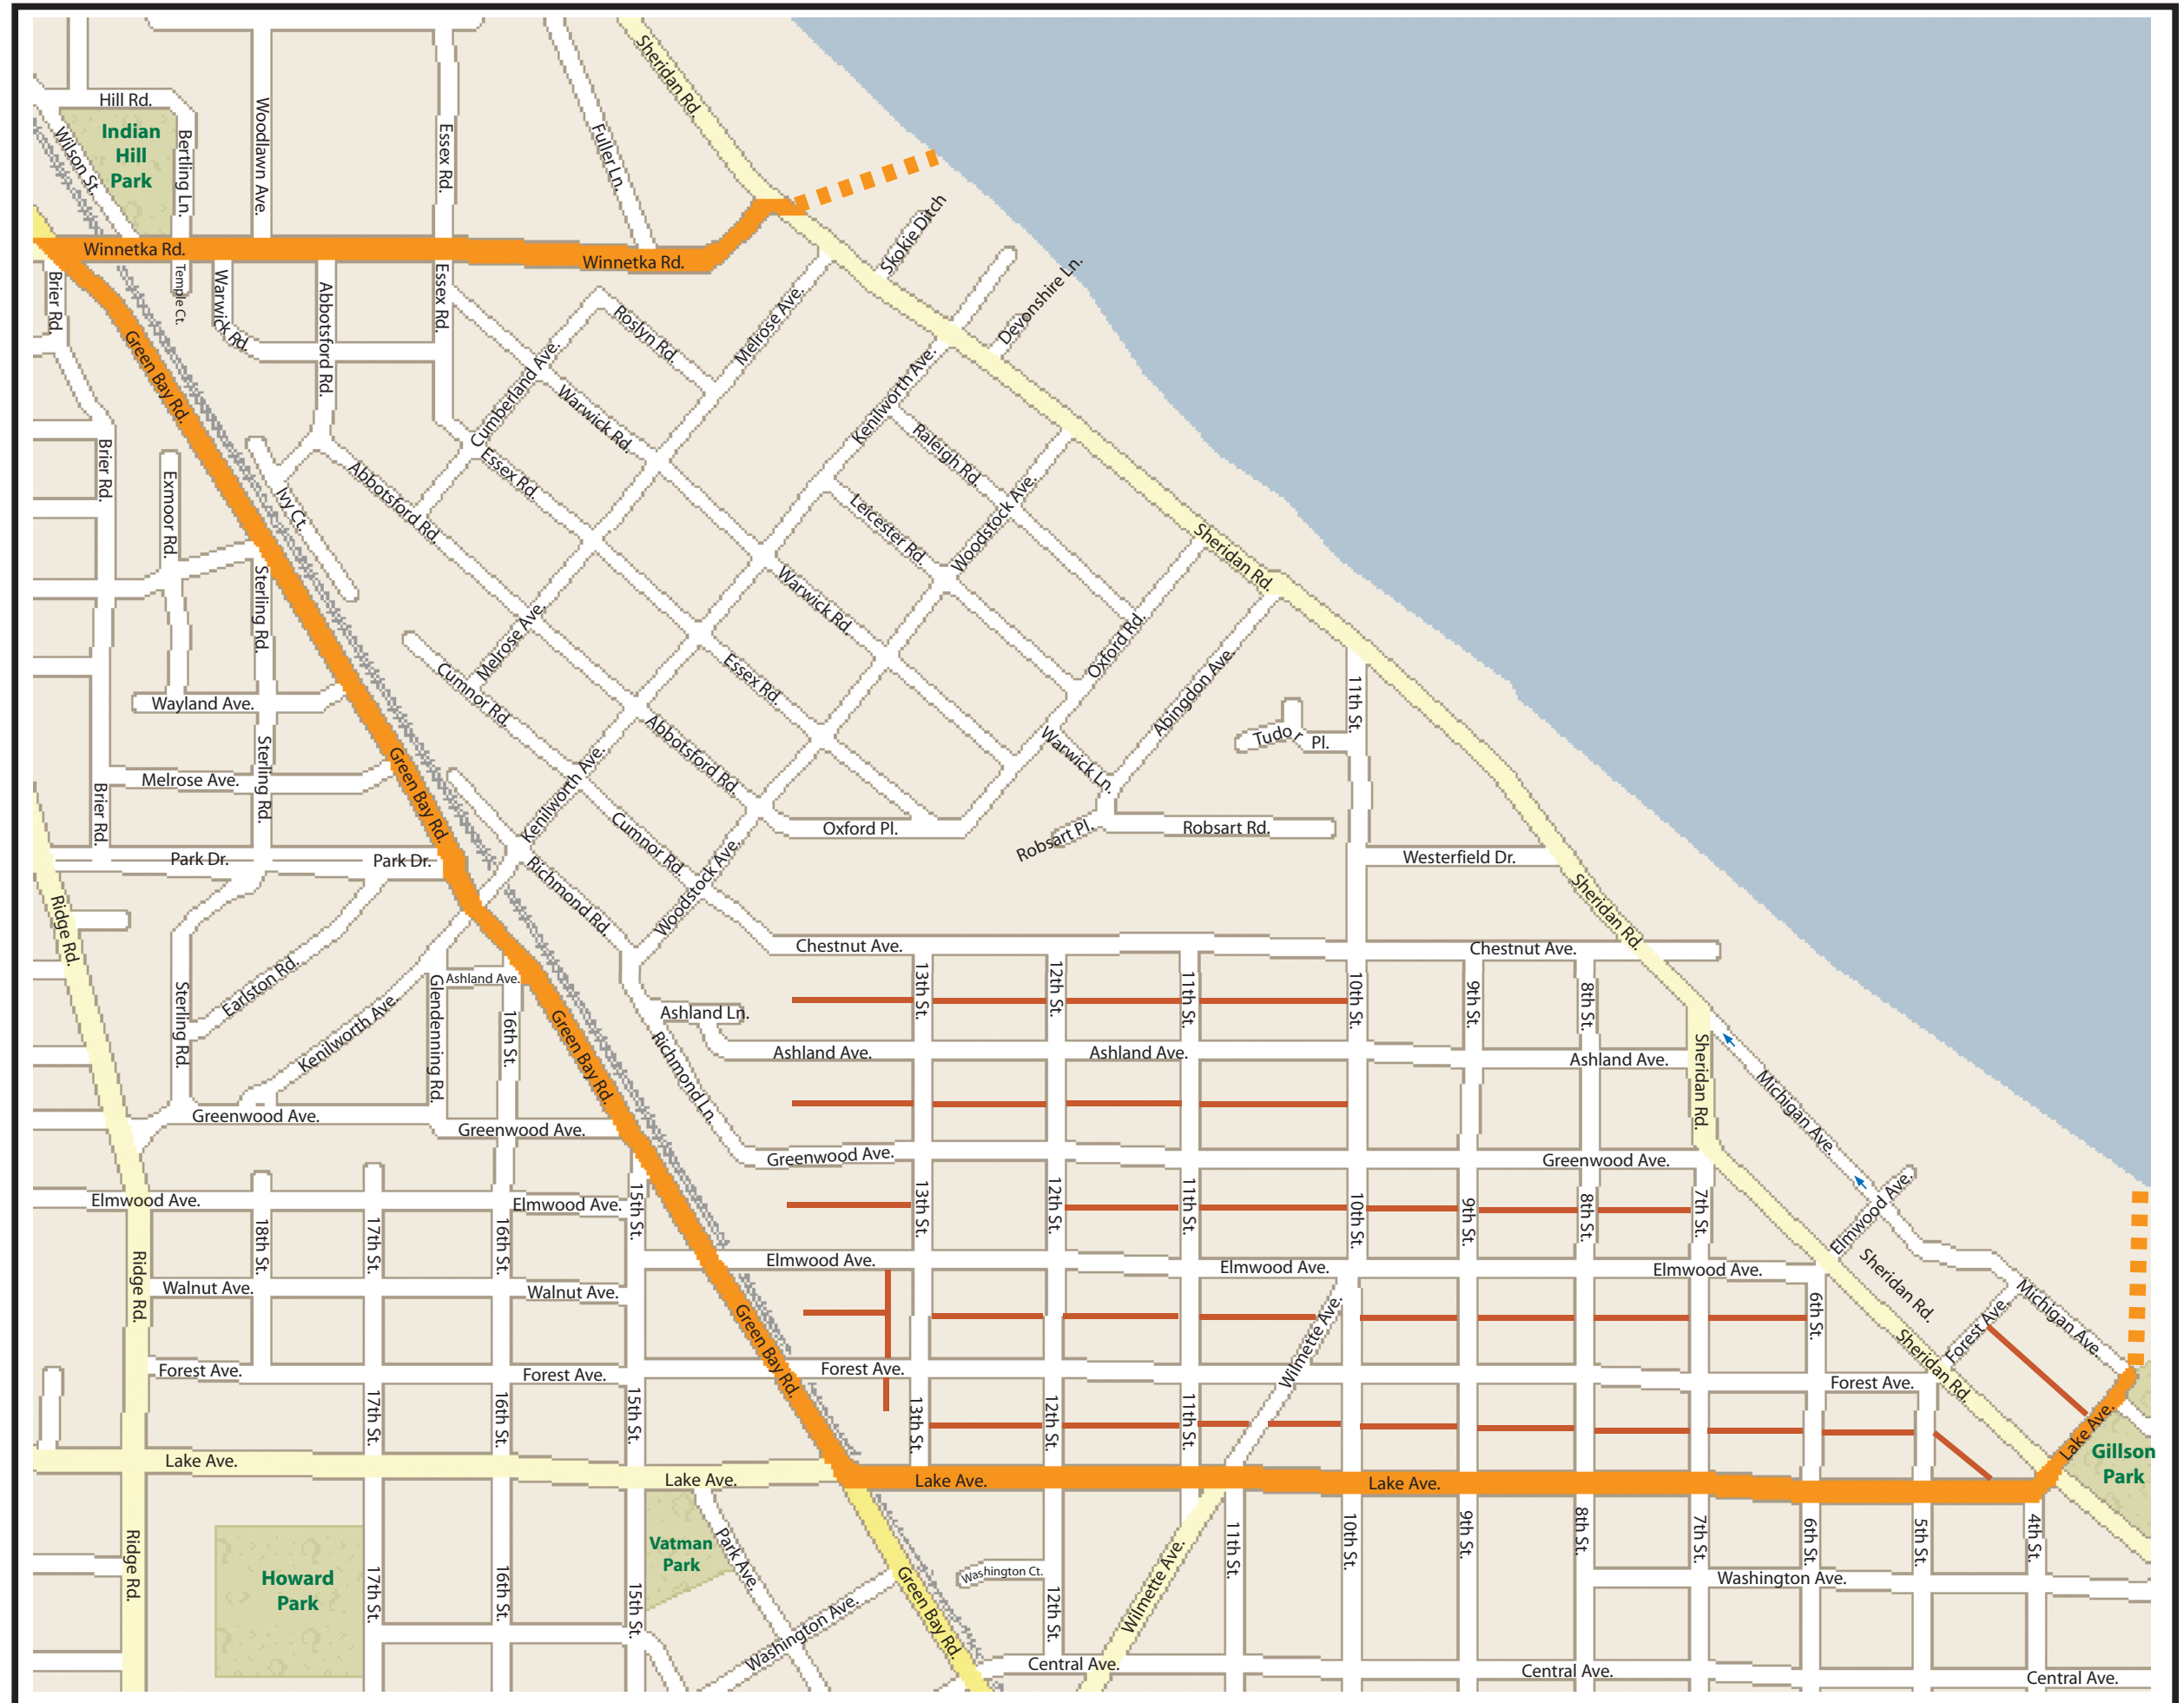 Sheridan Rd.
Hill Rd.
Indian
Hill
Park
Wilson St.
Bertling Ln.
Woodlawn Ave.
Essex Rd.
Fuller Ln.
Skokie Ditch
Devonshire Ln.
Winnetka Rd.
Winnetka Rd.
Brier Rd.
Temple Ct.
Warwick Rd.
Abbotsford Rd.
Essex Rd.
Roslyn Rd.
Melrose Ave.
Green Bay Rd.
Cumberland Ave.
Warwick Rd.
Kenilworth Ave.
Raleigh Rd.
Brier Rd.
Exmoor Rd.
Ivy Ct.
Abbotsford Rd.
Essex Rd.
Leicester Rd.
Woodstock Ave.
Sheridan Rd.
Sterling Rd.
Melrose Ave.
Warwick Rd.
Oxford Rd.
Cumnor Rd.
Essex Rd.
Abingdon Ave.
11th St.
Wayland Ave.
Abbotsford Rd.
Warwick Ln.
Tudor Pl.
Sterling Rd.
Melrose Ave.
Green Bay Rd.
Kenilworth Ave.
Brier Rd.
Cumnor Rd.
Oxford Pl.
Robsart Pl.
Robsart Rd.
Park Dr.
Park Dr.
Westerfield Dr.
Richmond Rd.
Woodstock Ave.
Sheridan Rd.
Ridge Rd.
Chestnut Ave.
Chestnut Ave.
Earlston Rd.
Ashland Ave.
Sterling Rd.
Kenilworth Ave.
Glendenning Rd.
16th St.
Green Bay Rd.
Ashland Ln.
13th St.
12th St.
11th St.
10th St.
9th St.
8th St.
Richmond Ln.
Ashland Ave.
Ashland Ave.
Ashland Ave.
Sheridan Rd.
Michigan Ave.
Greenwood Ave.
Greenwood Ave.
Greenwood Ave.
Greenwood Ave.
Elmwood Ave.
Elmwood Ave.
15th St.
13th St.
12th St.
11th St.
10th St.
9th St.
8th St.
7th St.
Elmwood Ave.
18th St.
17th St.
16th St.
Elmwood Ave.
Elmwood Ave.
Elmwood Ave.
Sheridan Rd.
Ridge Rd.
Walnut Ave.
Walnut Ave.
Green Bay Rd.
Wilmette Ave.
6th St.
Forest Ave.
Michigan Ave.
Sheridan Rd.
Forest Ave.
Forest Ave.
Forest Ave.
Forest Ave.
17th St.
16th St.
15th St.
13th St.
12th St.
11th St.
Lake Ave.
Gillson
Park
Lake Ave.
Lake Ave.
Lake Ave.
Lake Ave.
Ridge Rd.
Howard
Park
17th St.
16th St.
15th St.
Vatman
Park
Park Ave.
Washington Ave.
Green Bay Rd.
Washington Ct.
12th St.
Wilmette Ave.
11th St.
10th St.
9th St.
8th St.
7th St.
6th St.
5th St.
4th St.
Washington Ave.
Central Ave.
Central Ave.
Central Ave.